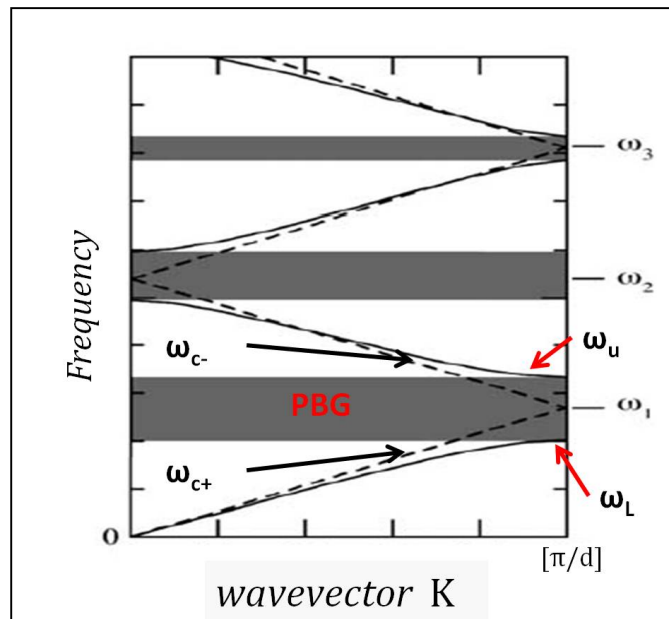 ω3
Frequency
ω2
ωc-
ωu
PBG
ω1
ωc+
ωL
0
[π/d]
wavevector K